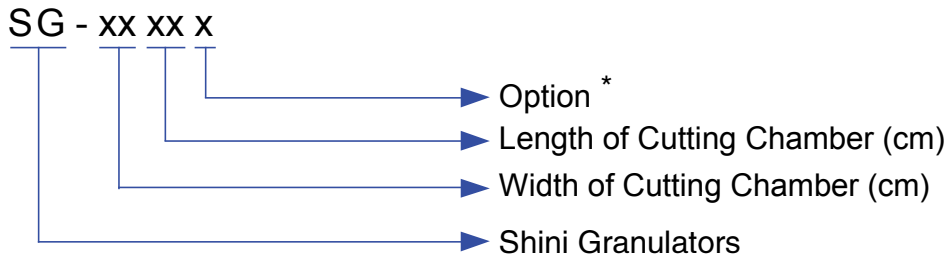 SG - xx xx x
Option *
Length of Cutting Chamber (cm)
Width of Cutting Chamber (cm)
Shini Granulators